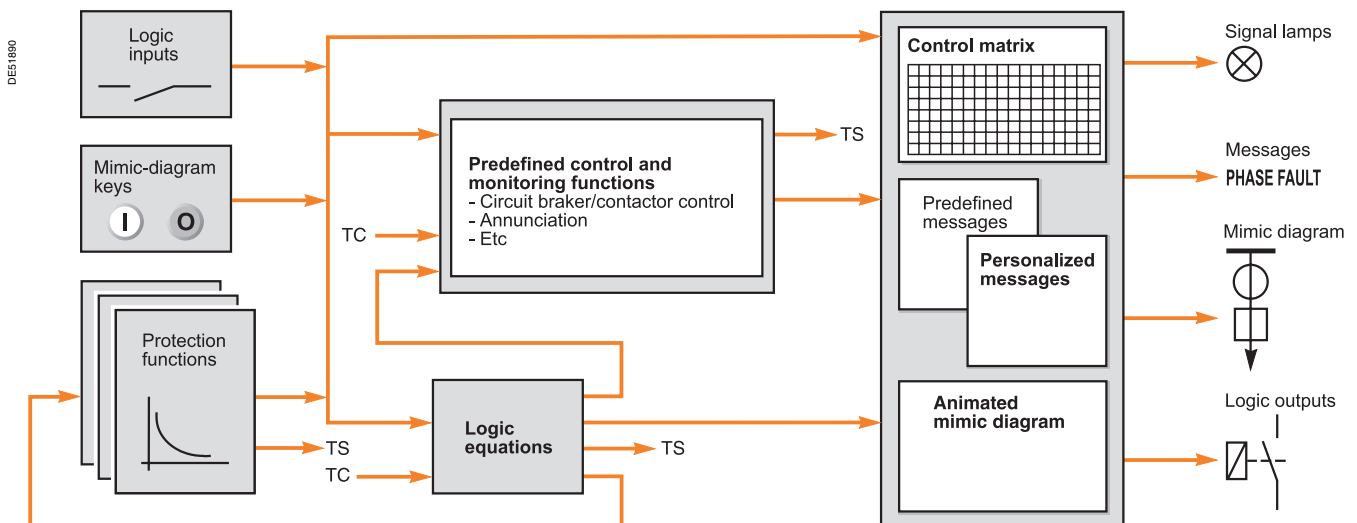 DE51890
Logic
inputs
Mimic-diagram
keys
I O
Protection
functions
TS
TC
Predefined control and
monitoring functions
- Circuit braker/contactor control
- Annunciation
- Etc
TS
TC
Logic
equations
TS
Control matrix
Predefined
messages
Personalized
messages
Animated
mimic diagram
Signal lamps
Messages
PHASE FAULT
Mimic diagram
Logic outputs